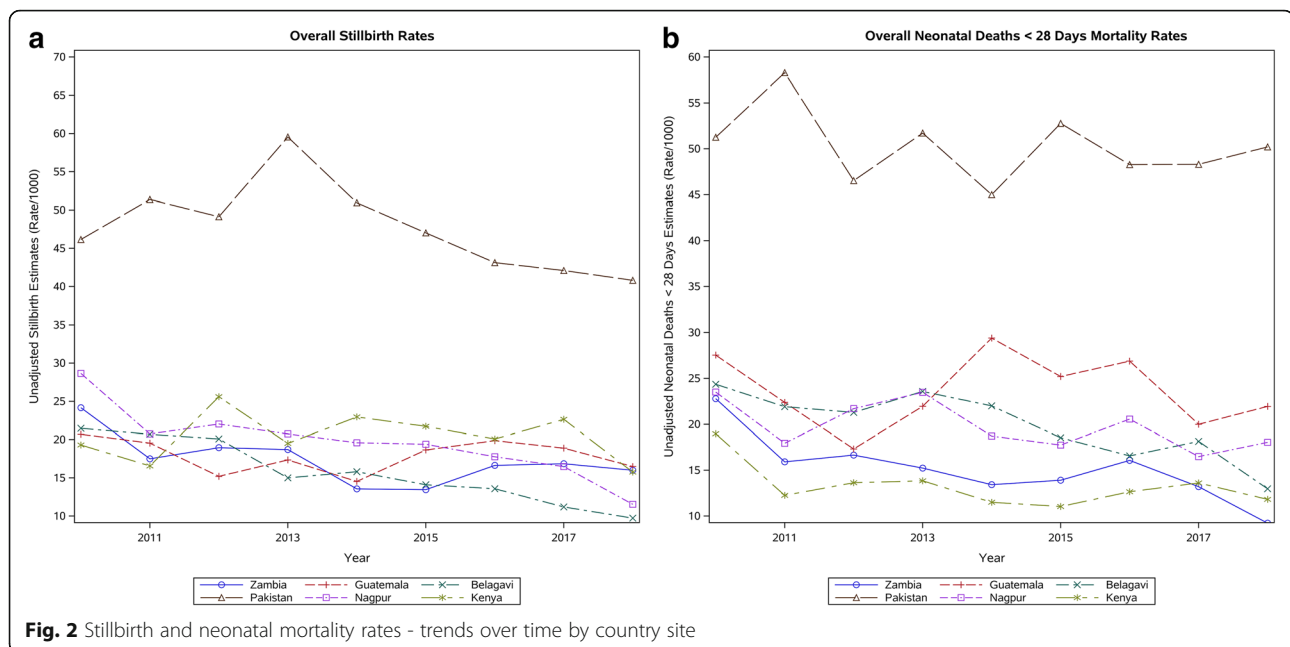 a
Overall Stillbirth Rates
Unadjusted Stillbirth Estimates (Rate/1000)
70
65
60
55
50
45
40
35
30
25
20
15
10
2011 2013 2015 2017
Year
Zambia Guatemala Belagavi
Pakistan Nagpur Kenya
b
Overall Neonatal Deaths < 28 Days Mortality Rates
Unadjusted Neonatal Deaths < 28 Days Estimates (Rate/1000)
60
55
50
45
40
35
30
25
20
15
10
2011 2013 2015 2017
Year
Zambia Guatemala Belagavi
Pakistan Nagpur Kenya
Fig. 2 Stillbirth and neonatal mortality rates - trends over time by country site